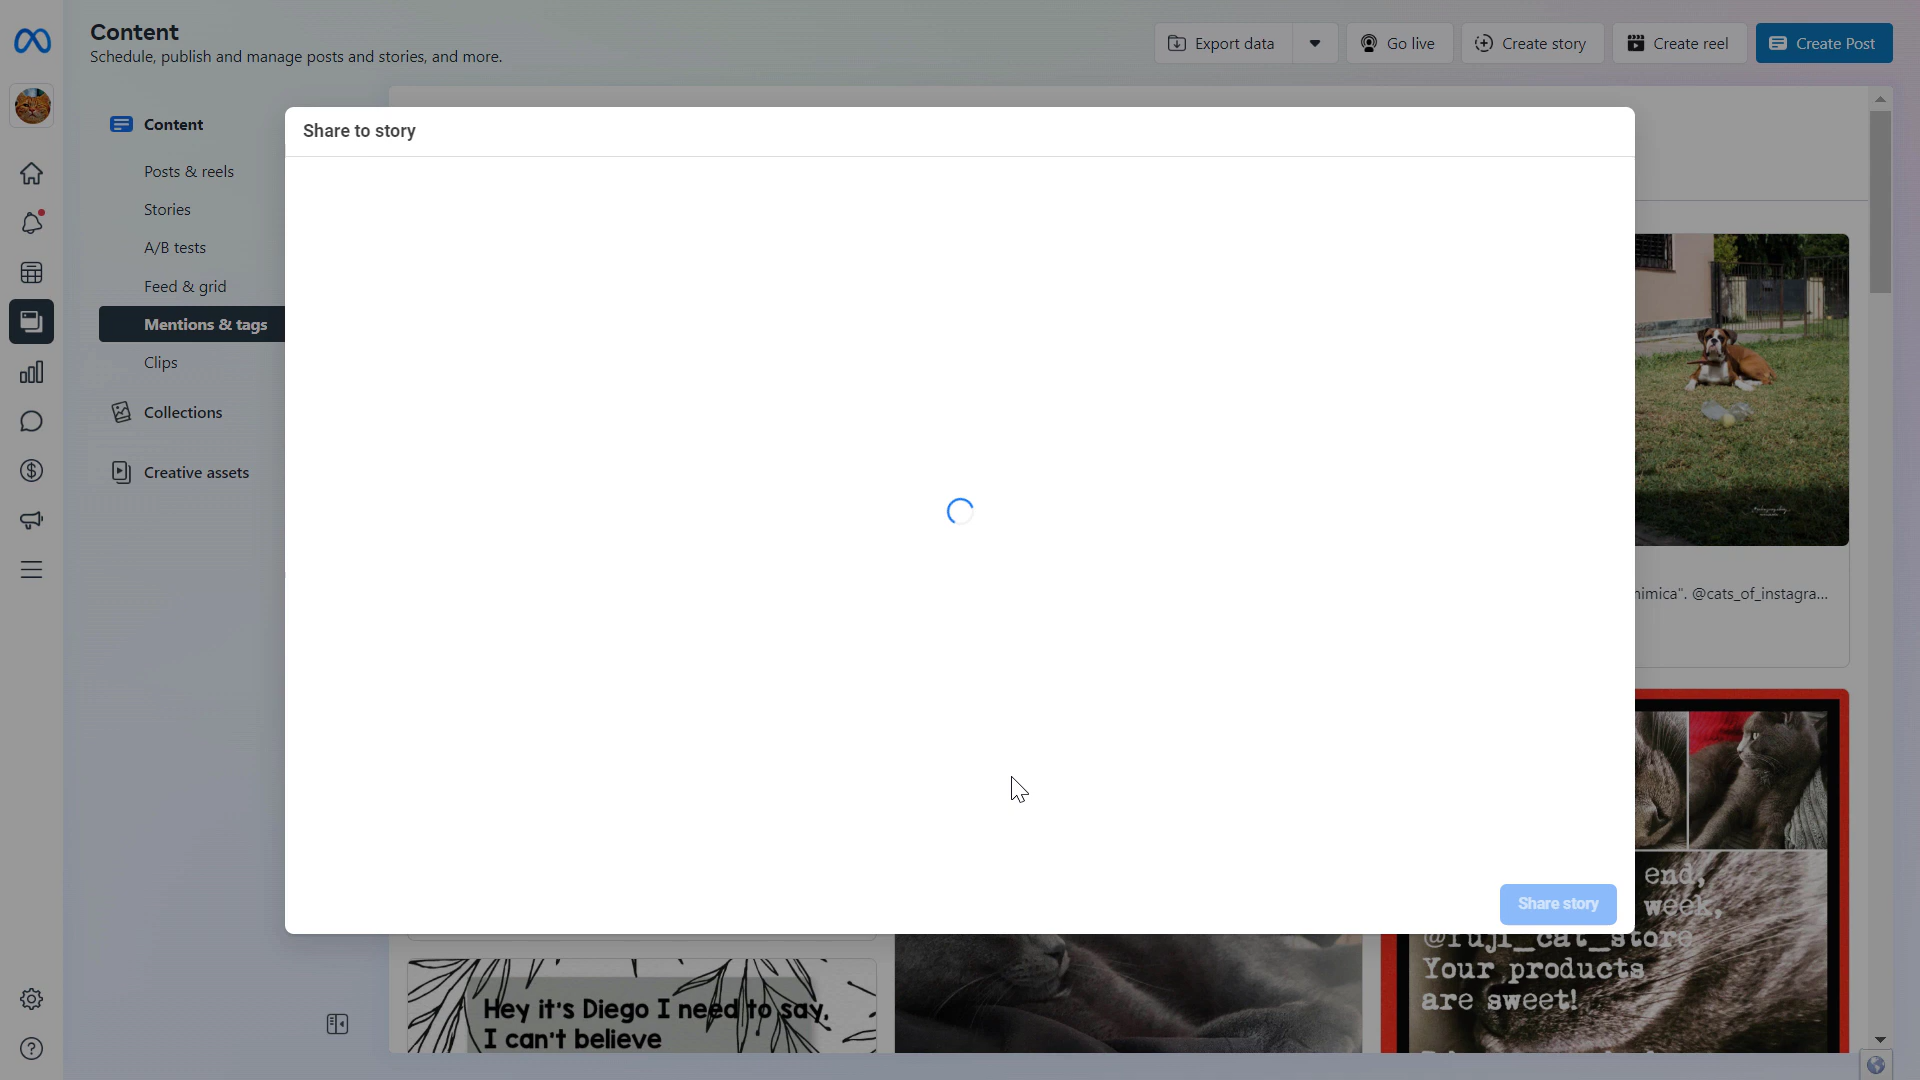 Content
Schedule, publish and manage posts and stories, and more.
Export data
Go live
Create story
Create reel
Create Post
Content
Posts & reels
Stories
A/B tests
Feed & grid
Mentions & tags
Clips
Collections
Creative assets
Share to story
@cats_of_instagra...
end,
week,
@fuji_cat_store
Your products
are sweet!
Share story
Hey it's Diego I need to say,
I can't believe